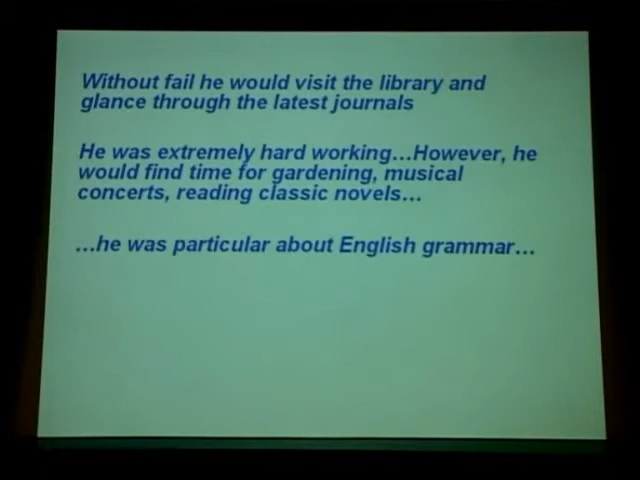 Without fail he would visit the library and
glance through the latest journals
He was extremely hard working...However, he
would find time for gardening, musical
concerts, reading classic novels...
...he was particular about English grammar...